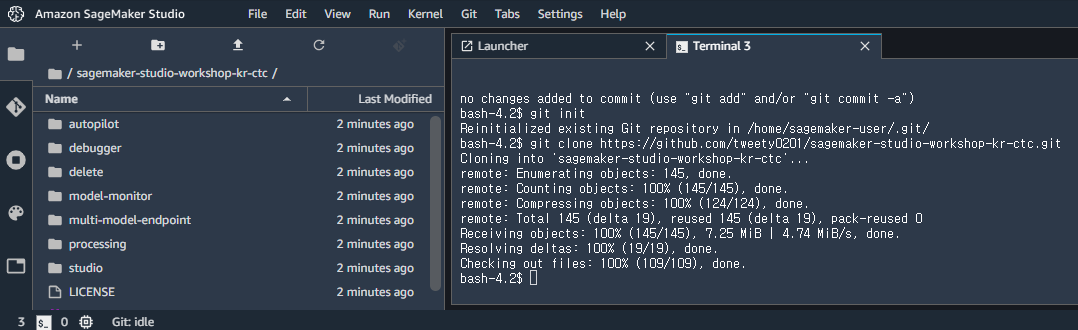 Amazon SageMaker Studio File Edit View Run Kernel Git Tabs Settings Help
Launcher Terminal 3
/ sagemaker-studio-workshop-kr-ctc /
Name Last Modified
autopilot 2 minutes ago
debugger 2 minutes ago
delete 2 minutes ago
model-monitor 2 minutes ago
multi-model-endpoint 2 minutes ago
processing 2 minutes ago
studio 2 minutes ago
LICENSE 2 minutes ago
no changes added to commit (use "git add" and/or "git commit -a")
bash-4.2$ git init
Reinitialized existing Git repository in /home/sagemaker-user/.git/
bash-4.2$ git clone https://github.com/tweety0201/sagemaker-studio-workshop-kr-ctc.git
Cloning into 'sagemaker-studio-workshop-kr-ctc'...
remote: Enumerating objects: 145, done.
remote: Counting objects: 100% (145/145), done.
remote: Compressing objects: 100% (124/124), done.
remote: Total 145 (delta 19), reused 145 (delta 19), pack-reused 0
Receiving objects: 100% (145/145), 7.25 MiB | 4.74 MiB/s, done.
Resolving deltas: 100% (19/19), done.
Checking out files: 100% (109/109), done.
bash-4.2$
3 $_ 0 Git: idle